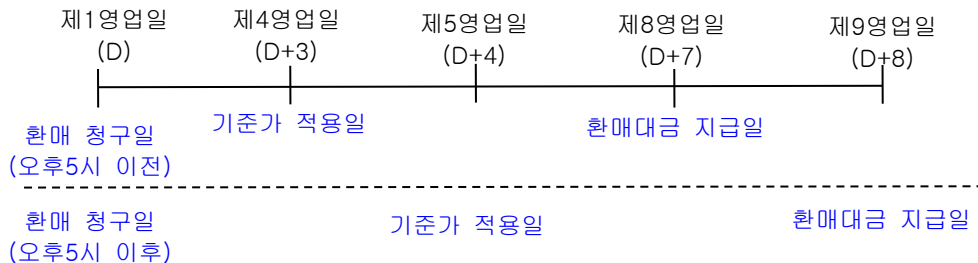 제1영업일 제4영업일 제5영업일 제8영업일 제9영업일
(D) (D+3) (D+4) (D+7) (D+8)
환매 청구일 기준가 적용일 환매대금 지급일
(오후5시 이전)
환매 청구일 기준가 적용일 환매대금 지급일
(오후5시 이후)